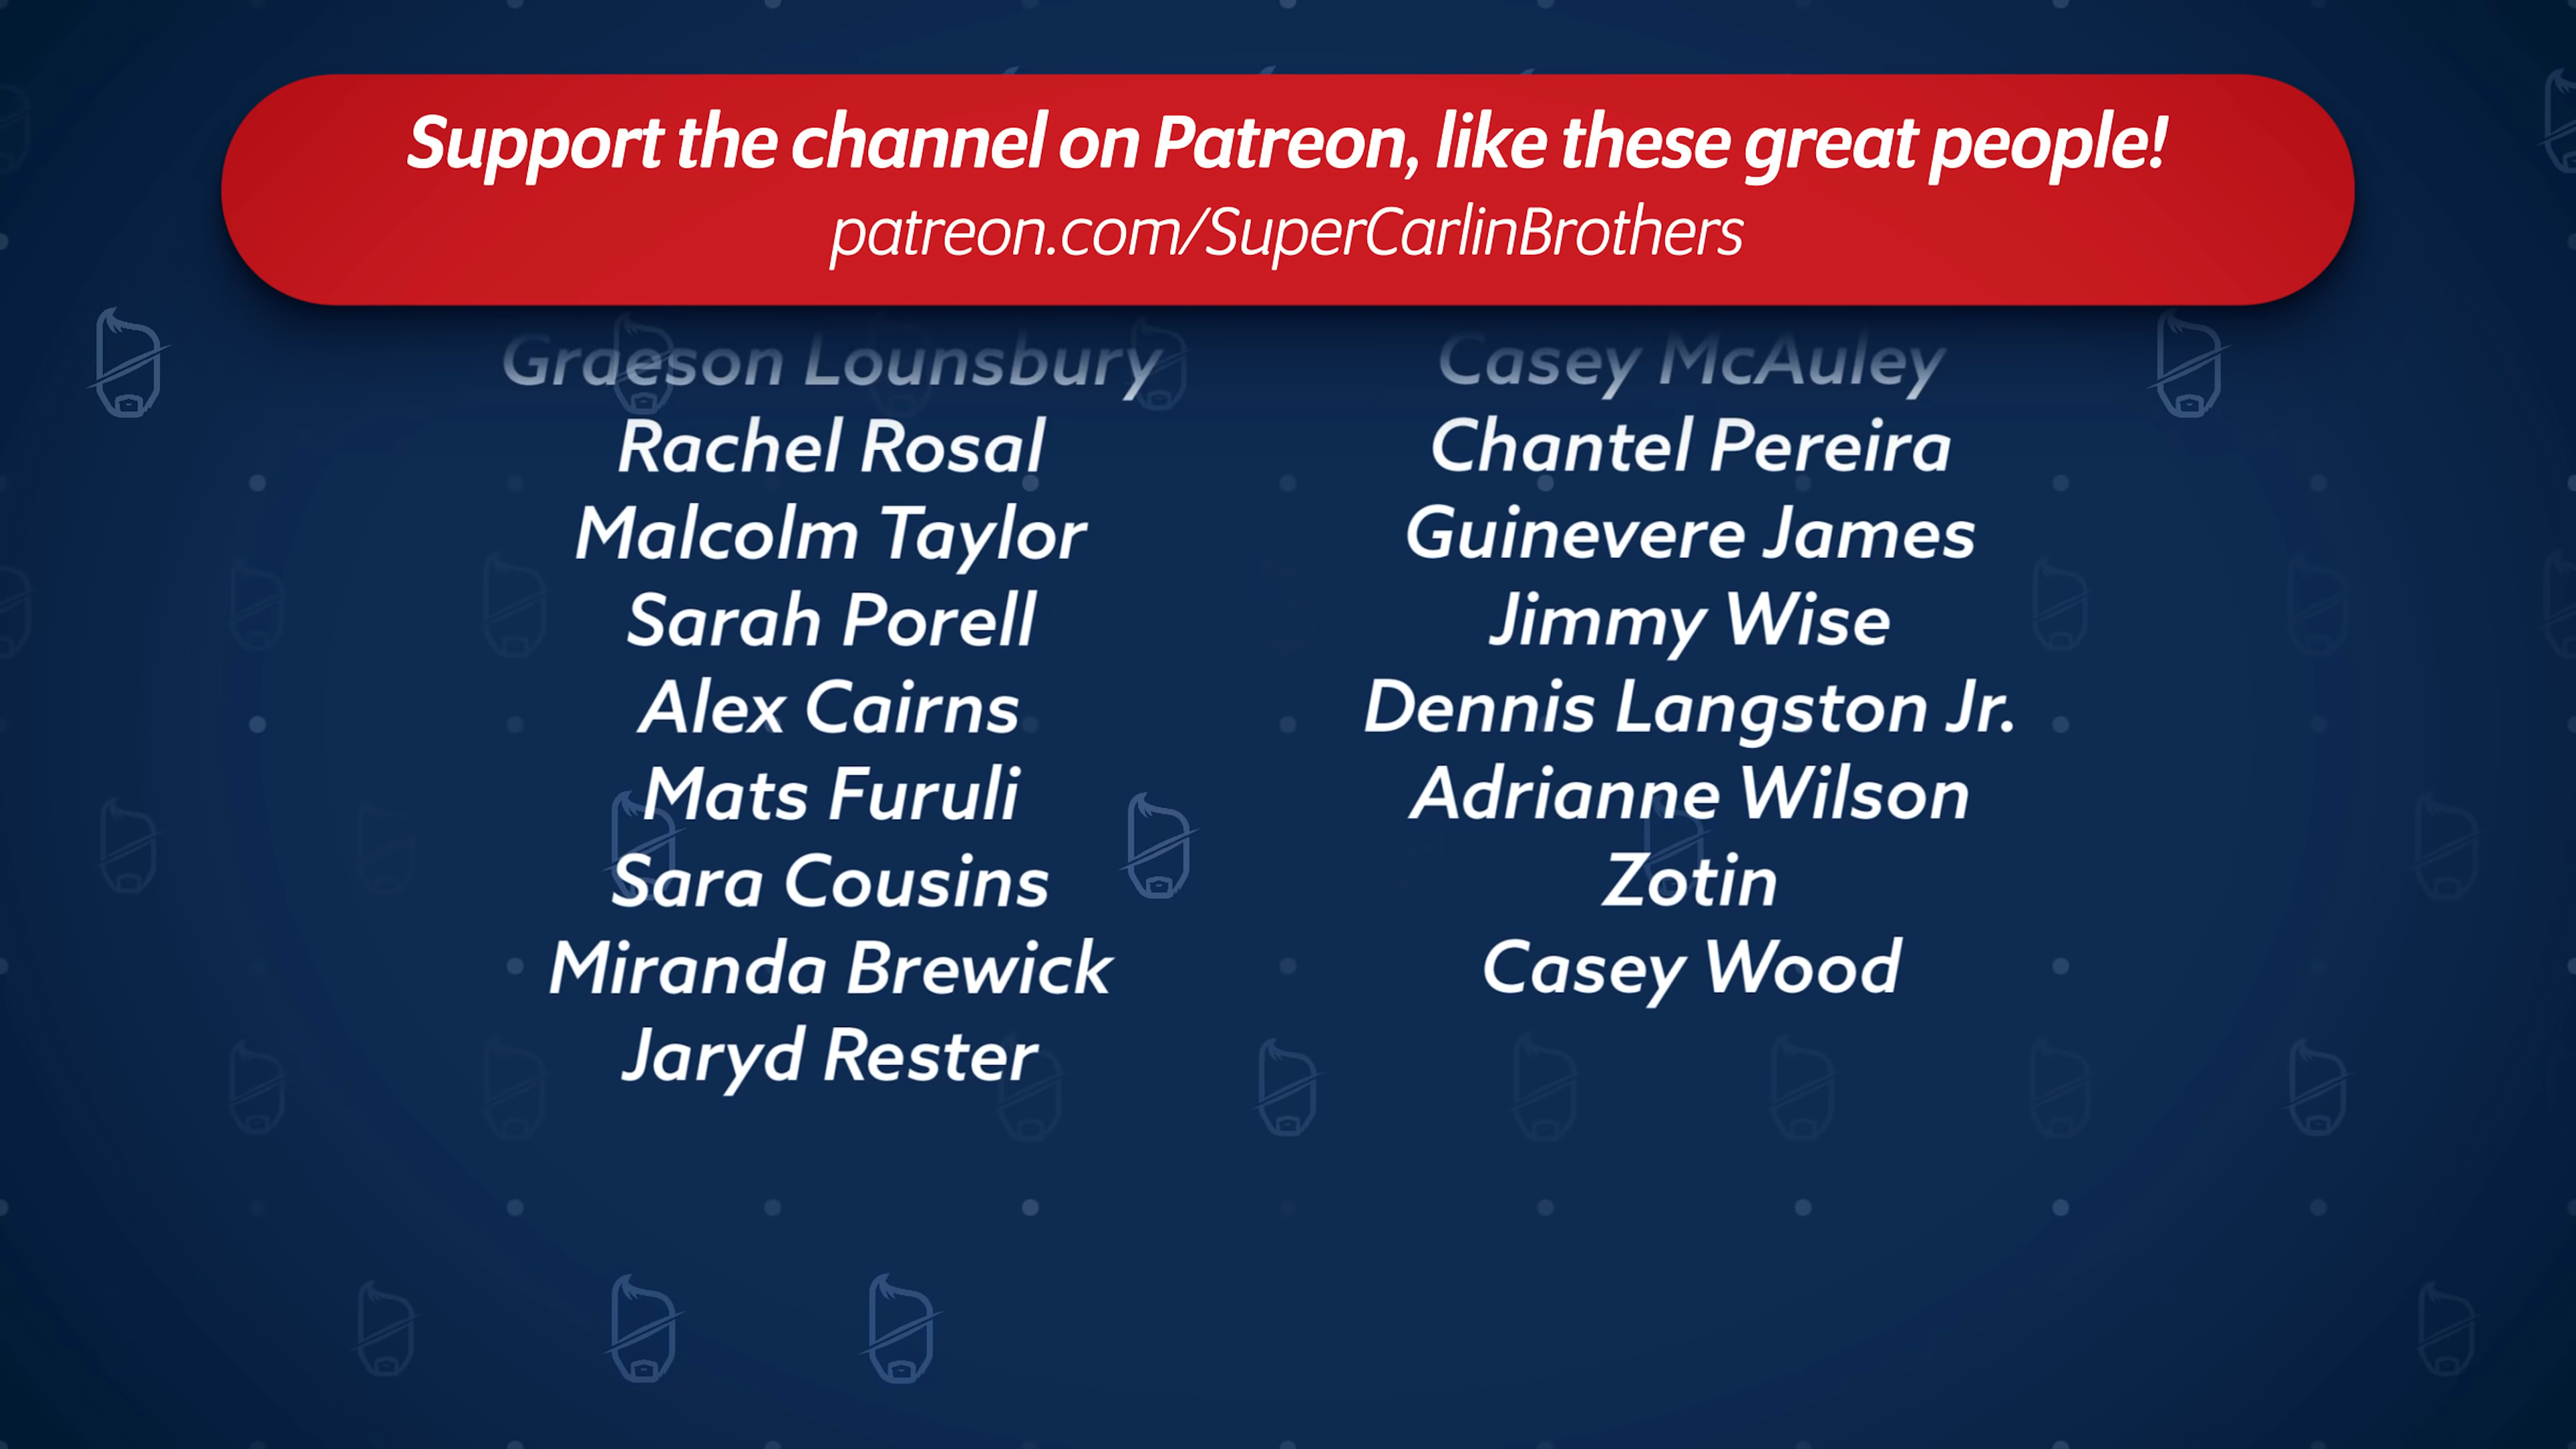 Support the channel on Patreon, like these great people!
patreon.com/SuperCarlinBrothers
Graeson Lounsbury
Rachel Rosal
Malcolm Taylor
Sarah Porell
Alex Cairns
Mats Furuli
Sara Cousins
Miranda Brewick
Jaryd Rester
Casey McAuley
Chantel Pereira
Guinevere James
Jimmy Wise
Dennis Langston Jr.
Adrianne Wilson
Zotin
Casey Wood